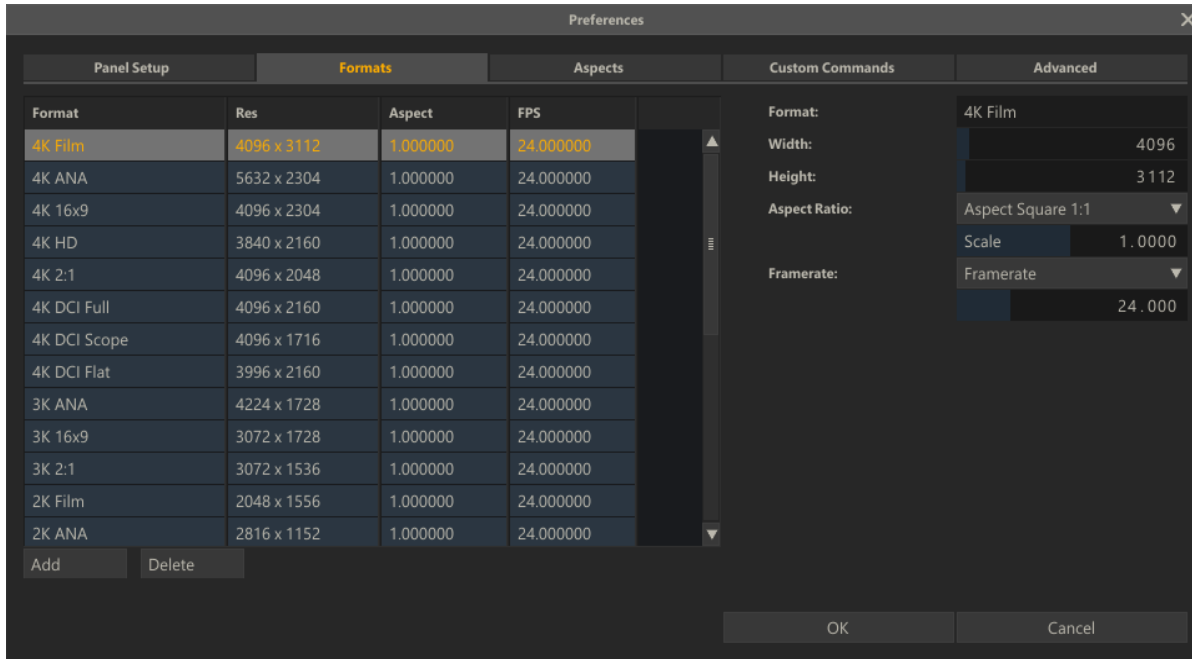 Preferences
Panel Setup Formats Aspects Custom Commands Advanced
Format Res Aspect FPS
4K Film 4096 x 3112 1.000000 24.000000
4K ANA 5632 x 2304 1.000000 24.000000
4K 16x9 4096 x 2304 1.000000 24.000000
4K HD 3840 x 2160 1.000000 24.000000
4K 2:1 4096 x 2048 1.000000 24.000000
4K DCI Full 4096 x 2160 1.000000 24.000000
4K DCI Scope 4096 x 1716 1.000000 24.000000
4K DCI Flat 3996 x 2160 1.000000 24.000000
3K ANA 4224 x 1728 1.000000 24.000000
3K 16x9 3072 x 1728 1.000000 24.000000
3K 2:1 3072 x 1536 1.000000 24.000000
2K Film 2048 x 1556 1.000000 24.000000
2K ANA 2816 x 1152 1.000000 24.000000
Add Delete
Format: 4K Film
Width: 4096
Height: 3112
Aspect Ratio: Aspect Square 1:1
Scale 1.0000
Framerate: Framerate
24.000
OK Cancel